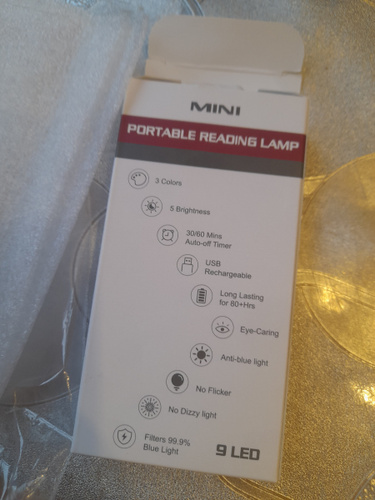 MINI
PORTABLE READING LAMP
3 Colors
5 Brightness
30/60 Mins
Auto-off Timer
USB
Rechargeable
Long Lasting
for 80+Hrs
Eye-Caring
Anti-blue light
No Flicker
No Dizzy light
Filters 99.9%
Blue Light
9 LED